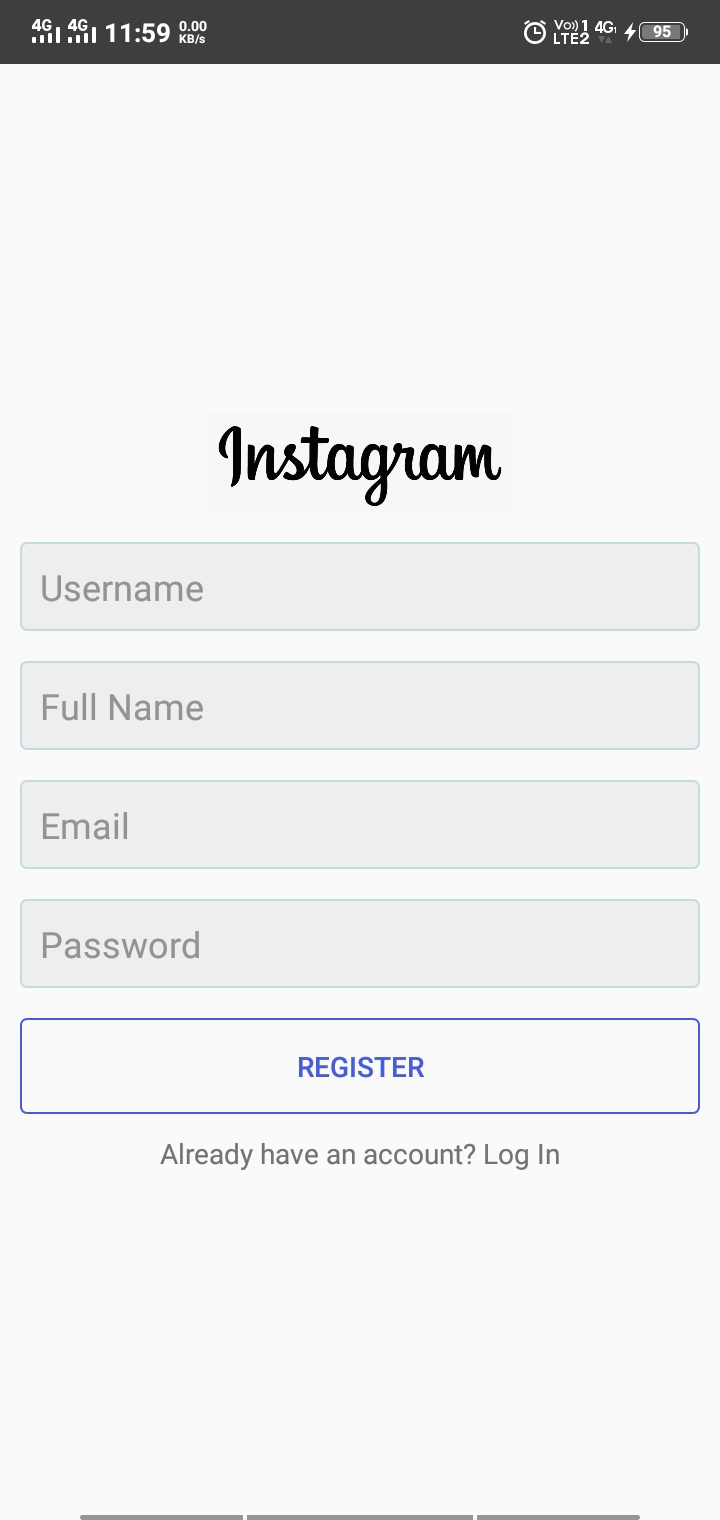 4G 4G 11:59 0.00 KB/s Vo)) 1 LTE2 4G 95
Instagram
Username
Full Name
Email
Password
REGISTER
Already have an account? Log In